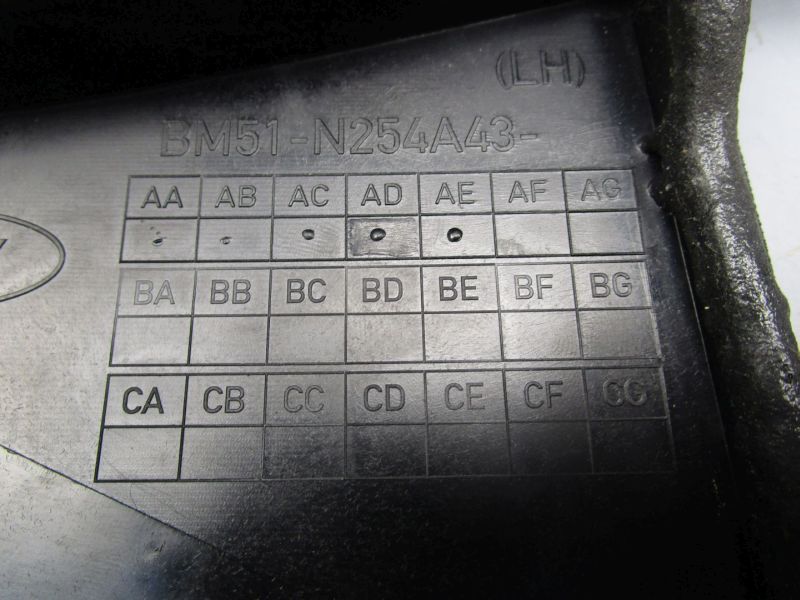 (LH)
BM51-N254A43-
AA AB AC AD AE AF AG
BA BB BC BD BE BF BG
CA CB CC CD CE CF CG